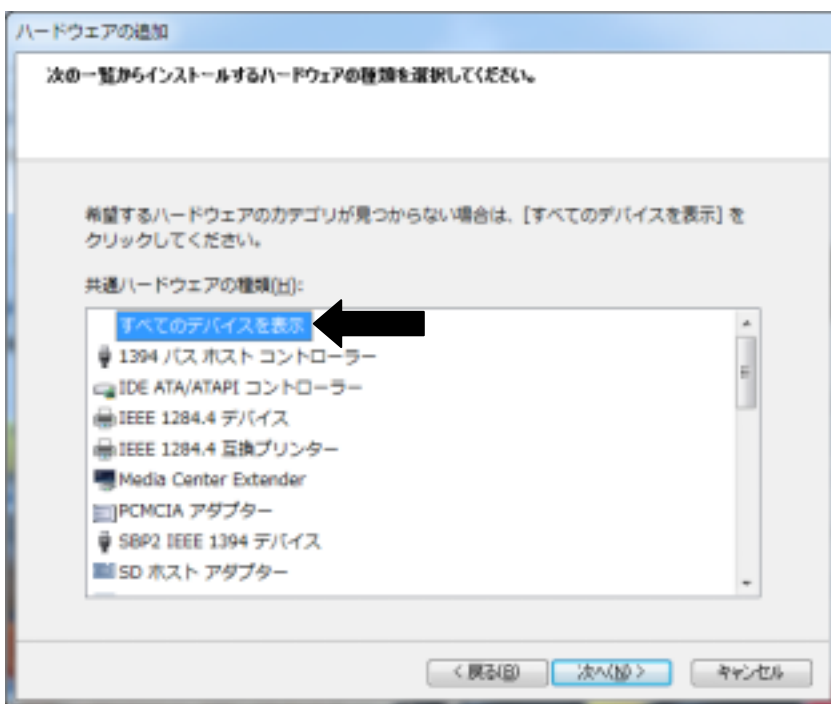 ハードウェアの追加
次の一覧からインストールするハードウェアの種類を選択してください。
希望するハードウェアのカテゴリが見つからない場合は、[すべてのデバイスを表示] を
クリックしてください。
共通ハードウェアの種類(H):
すべてのデバイスを表示
1394 バス ホスト コントローラー
IDE ATA/ATAPI コントローラー
IEEE 1284.4 デバイス
IEEE 1284.4 互換プリンター
Media Center Extender
PCMCIA アダプター
SBP2 IEEE 1394 デバイス
SD ホスト アダプター
< 戻る(B)
次へ(N) >
キャンセル